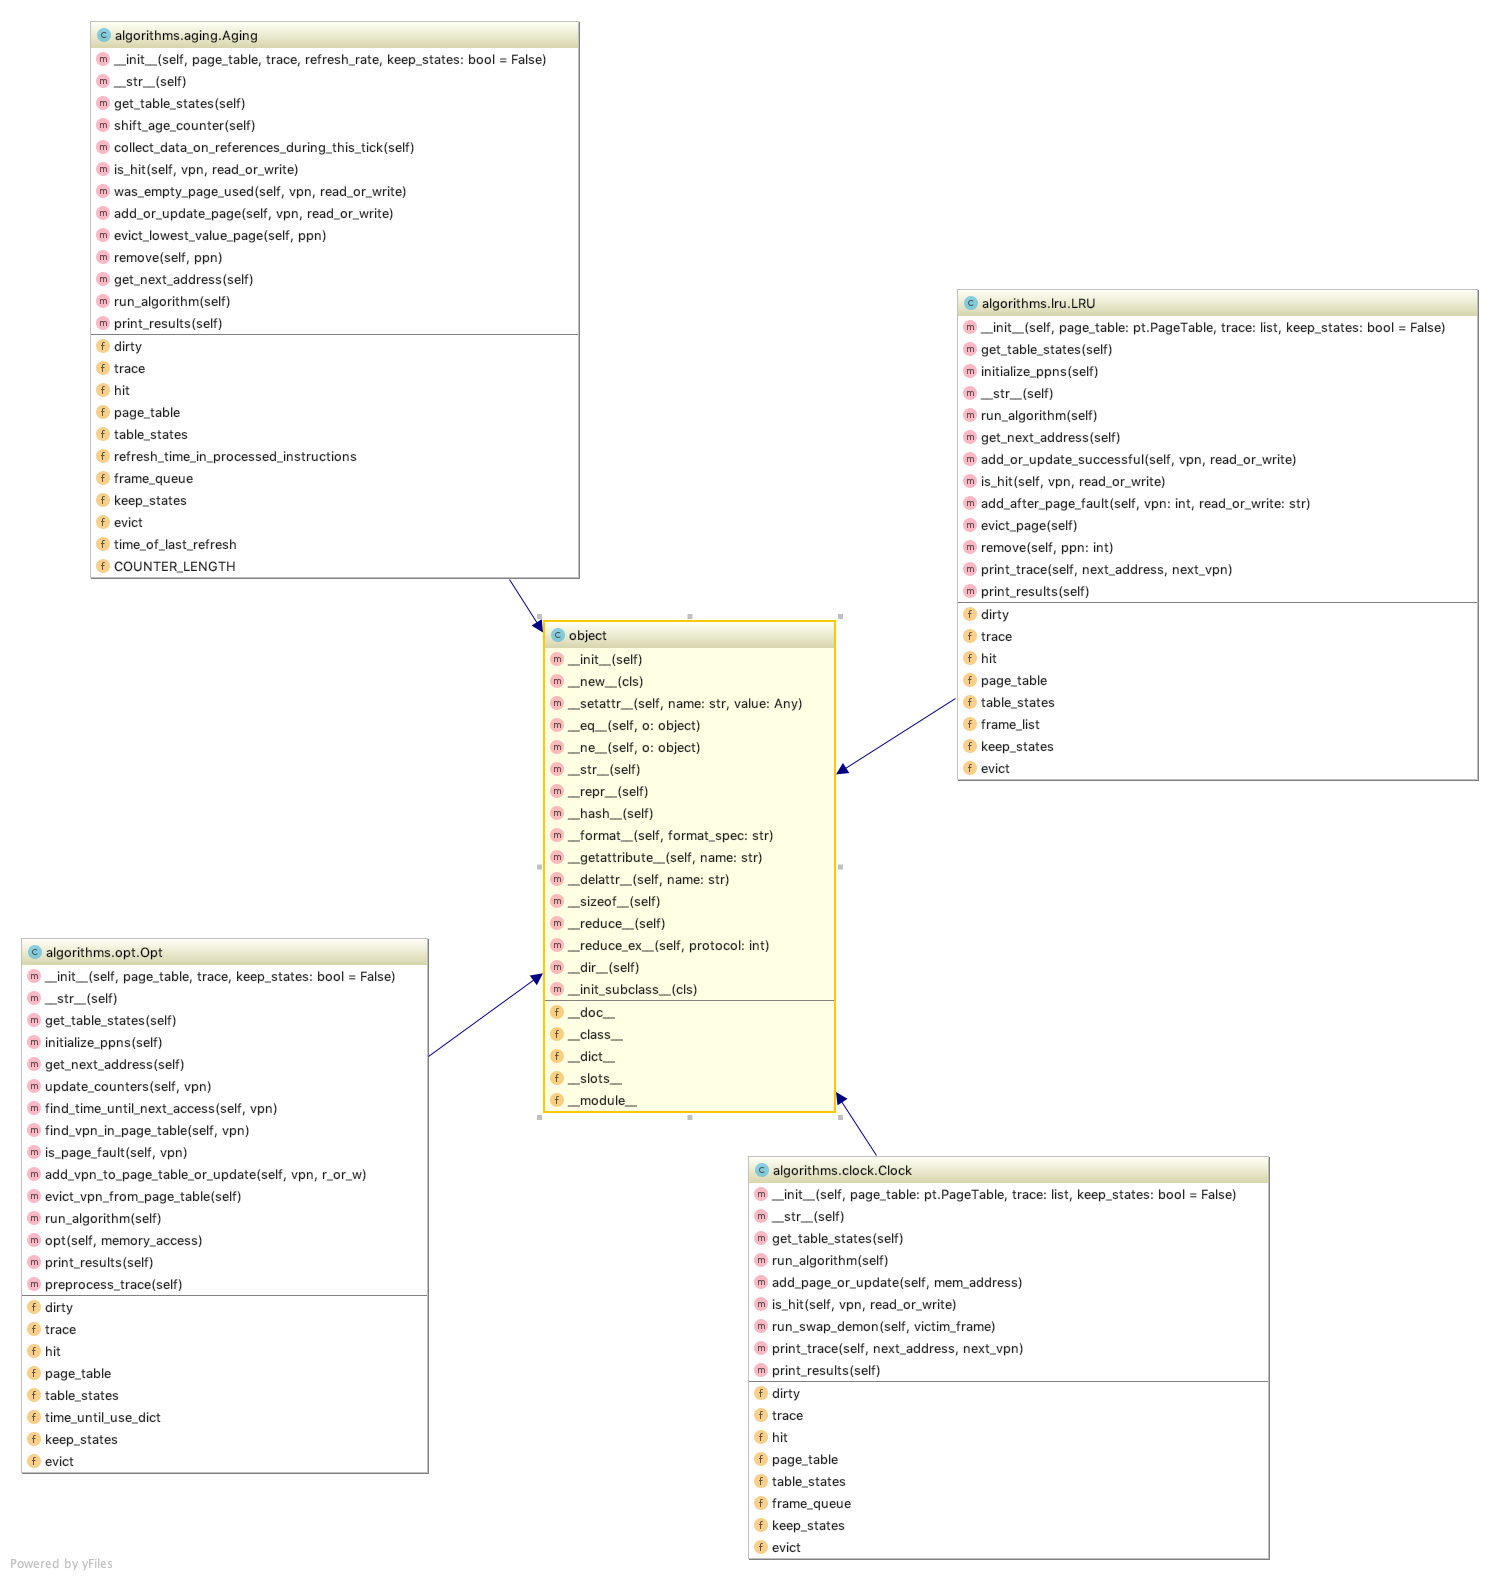 algorithms.aging.Aging
__init__(self, page_table, trace, refresh_rate, keep_states: bool = False)
__str__(self)
get_table_states(self)
shift_age_counter(self)
collect_data_on_references_during_this_tick(self)
is_hit(self, vpn, read_or_write)
was_empty_page_used(self, vpn, read_or_write)
add_or_update_page(self, vpn, read_or_write)
evict_lowest_value_page(self, ppn)
remove(self, ppn)
get_next_address(self)
run_algorithm(self)
print_results(self)
dirty
trace
hit
page_table
table_states
refresh_time_in_processed_instructions
frame_queue
keep_states
evict
time_of_last_refresh
COUNTER_LENGTH
algorithms.lru.LRU
__init__(self, page_table: pt.PageTable, trace: list, keep_states: bool = False)
get_table_states(self)
initialize_ppns(self)
__str__(self)
run_algorithm(self)
get_next_address(self)
add_or_update_successful(self, vpn, read_or_write)
is_hit(self, vpn, read_or_write)
add_after_page_fault(self, vpn: int, read_or_write: str)
evict_page(self)
remove(self, ppn: int)
print_trace(self, next_address, next_vpn)
print_results(self)
dirty
trace
hit
page_table
table_states
frame_list
keep_states
evict
object
__init__(self)
__new__(cls)
__setattr__(self, name: str, value: Any)
__eq__(self, o: object)
__ne__(self, o: object)
__str__(self)
__repr__(self)
__hash__(self)
__format__(self, format_spec: str)
__getattribute__(self, name: str)
__delattr__(self, name: str)
__sizeof__(self)
__reduce__(self)
__reduce_ex__(self, protocol: int)
__dir__(self)
__init_subclass__(cls)
__doc__
__class__
__dict__
__slots__
__module__
algorithms.opt.Opt
__init__(self, page_table, trace, keep_states: bool = False)
__str__(self)
get_table_states(self)
initialize_ppns(self)
get_next_address(self)
update_counters(self, vpn)
find_time_until_next_access(self, vpn)
find_vpn_in_page_table(self, vpn)
is_page_fault(self, vpn)
add_vpn_to_page_table_or_update(self, vpn, r_or_w)
evict_vpn_from_page_table(self)
run_algorithm(self)
opt(self, memory_access)
print_results(self)
preprocess_trace(self)
dirty
trace
hit
page_table
table_states
time_until_use_dict
keep_states
evict
algorithms.clock.Clock
__init__(self, page_table: pt.PageTable, trace: list, keep_states: bool = False)
__str__(self)
get_table_states(self)
run_algorithm(self)
add_page_or_update(self, mem_address)
is_hit(self, vpn, read_or_write)
run_swap_demon(self, victim_frame)
print_trace(self, next_address, next_vpn)
print_results(self)
dirty
trace
hit
page_table
table_states
frame_queue
keep_states
evict
Powered by yFiles